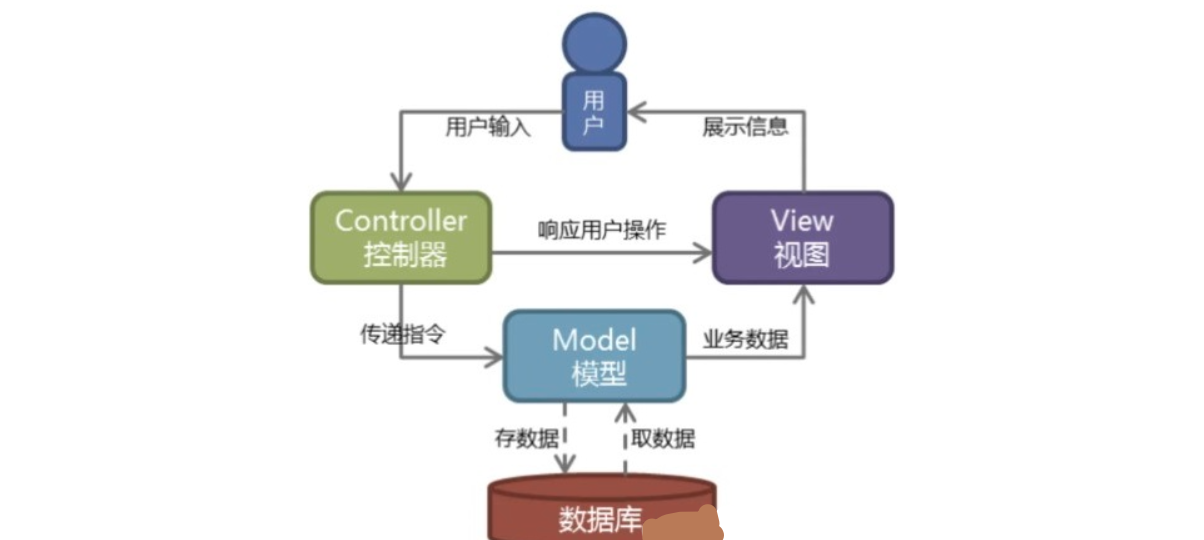 用
户
用户输入
展示信息
Controller
控制器
响应用户操作
View
视图
传递指令
Model
模型
业务数据
存数据
取数据
数据库